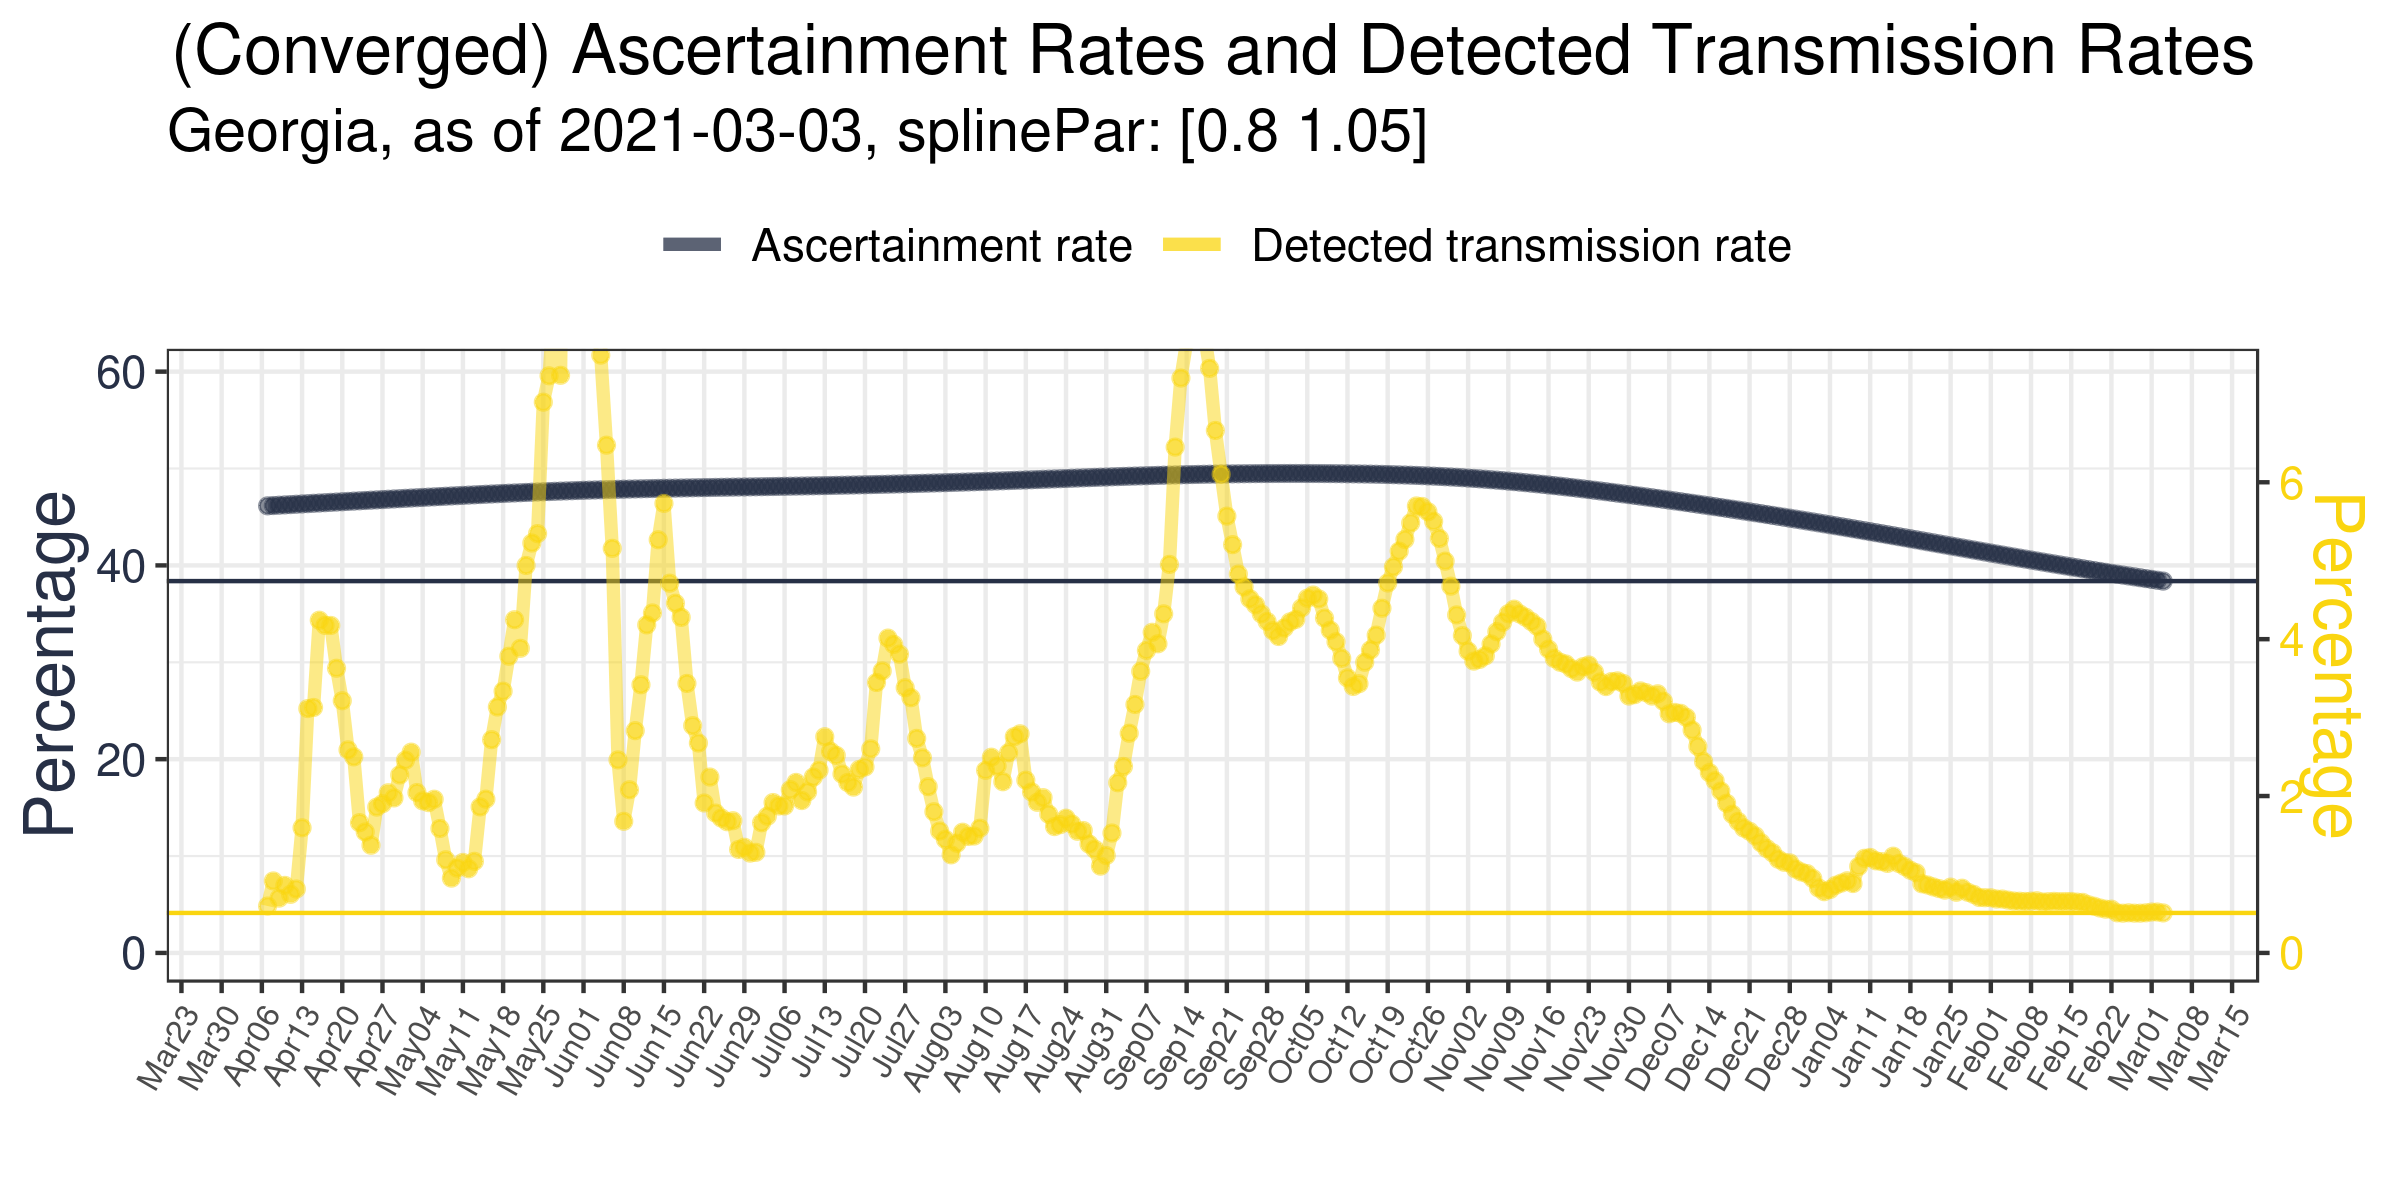 (Converged) Ascertainment Rates and Detected Transmission Rates
Georgia, as of 2021-03-03, splinePar: [0.8 1.05]
Ascertainment rate
Detected transmission rate
Percentage
60
40
20
0
6
4
2
0
Percentage
Mar23
Mar30
Apr06
Apr13
Apr20
Apr27
May04
May11
May18
May25
Jun01
Jun08
Jun15
Jun22
Jun29
Jul06
Jul13
Jul20
Jul27
Aug03
Aug10
Aug17
Aug24
Aug31
Sep07
Sep14
Sep21
Sep28
Oct05
Oct12
Oct19
Oct26
Nov02
Nov09
Nov16
Nov23
Nov30
Dec07
Dec14
Dec21
Dec28
Jan04
Jan11
Jan18
Jan25
Feb01
Feb08
Feb15
Feb22
Mar01
Mar08
Mar15